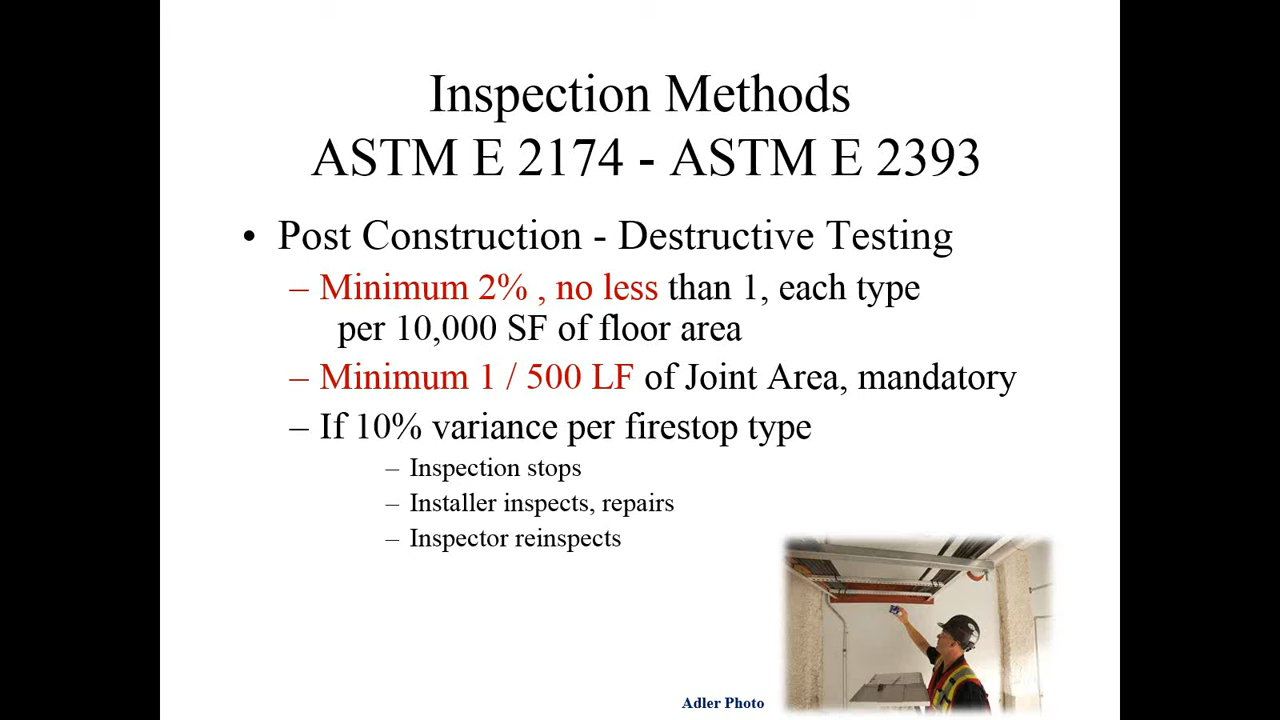 Inspection Methods
ASTM E 2174 - ASTM E 2393
• Post Construction - Destructive Testing
– Minimum 2% , no less than 1, each type
per 10,000 SF of floor area
– Minimum 1 / 500 LF of Joint Area, mandatory
– If 10% variance per firestop type
– Inspection stops
– Installer inspects, repairs
– Inspector reinspects
Adler Photo